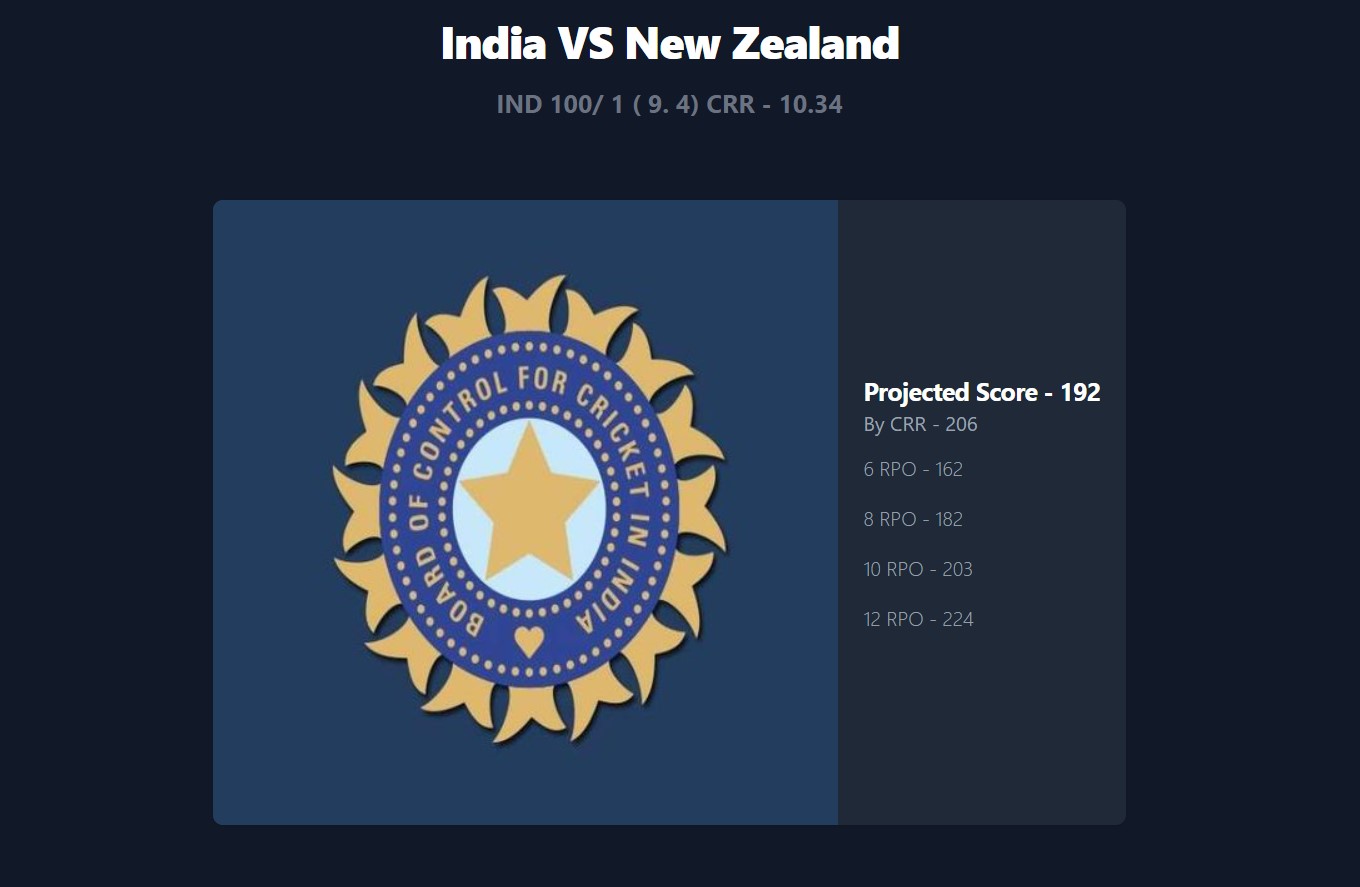 India VS New Zealand
IND 100/ 1 ( 9. 4) CRR - 10.34
BOARD OF CONTROL FOR CRICKET IN INDIA
Projected Score - 192
By CRR - 206
6 RPO - 162
8 RPO - 182
10 RPO - 203
12 RPO - 224